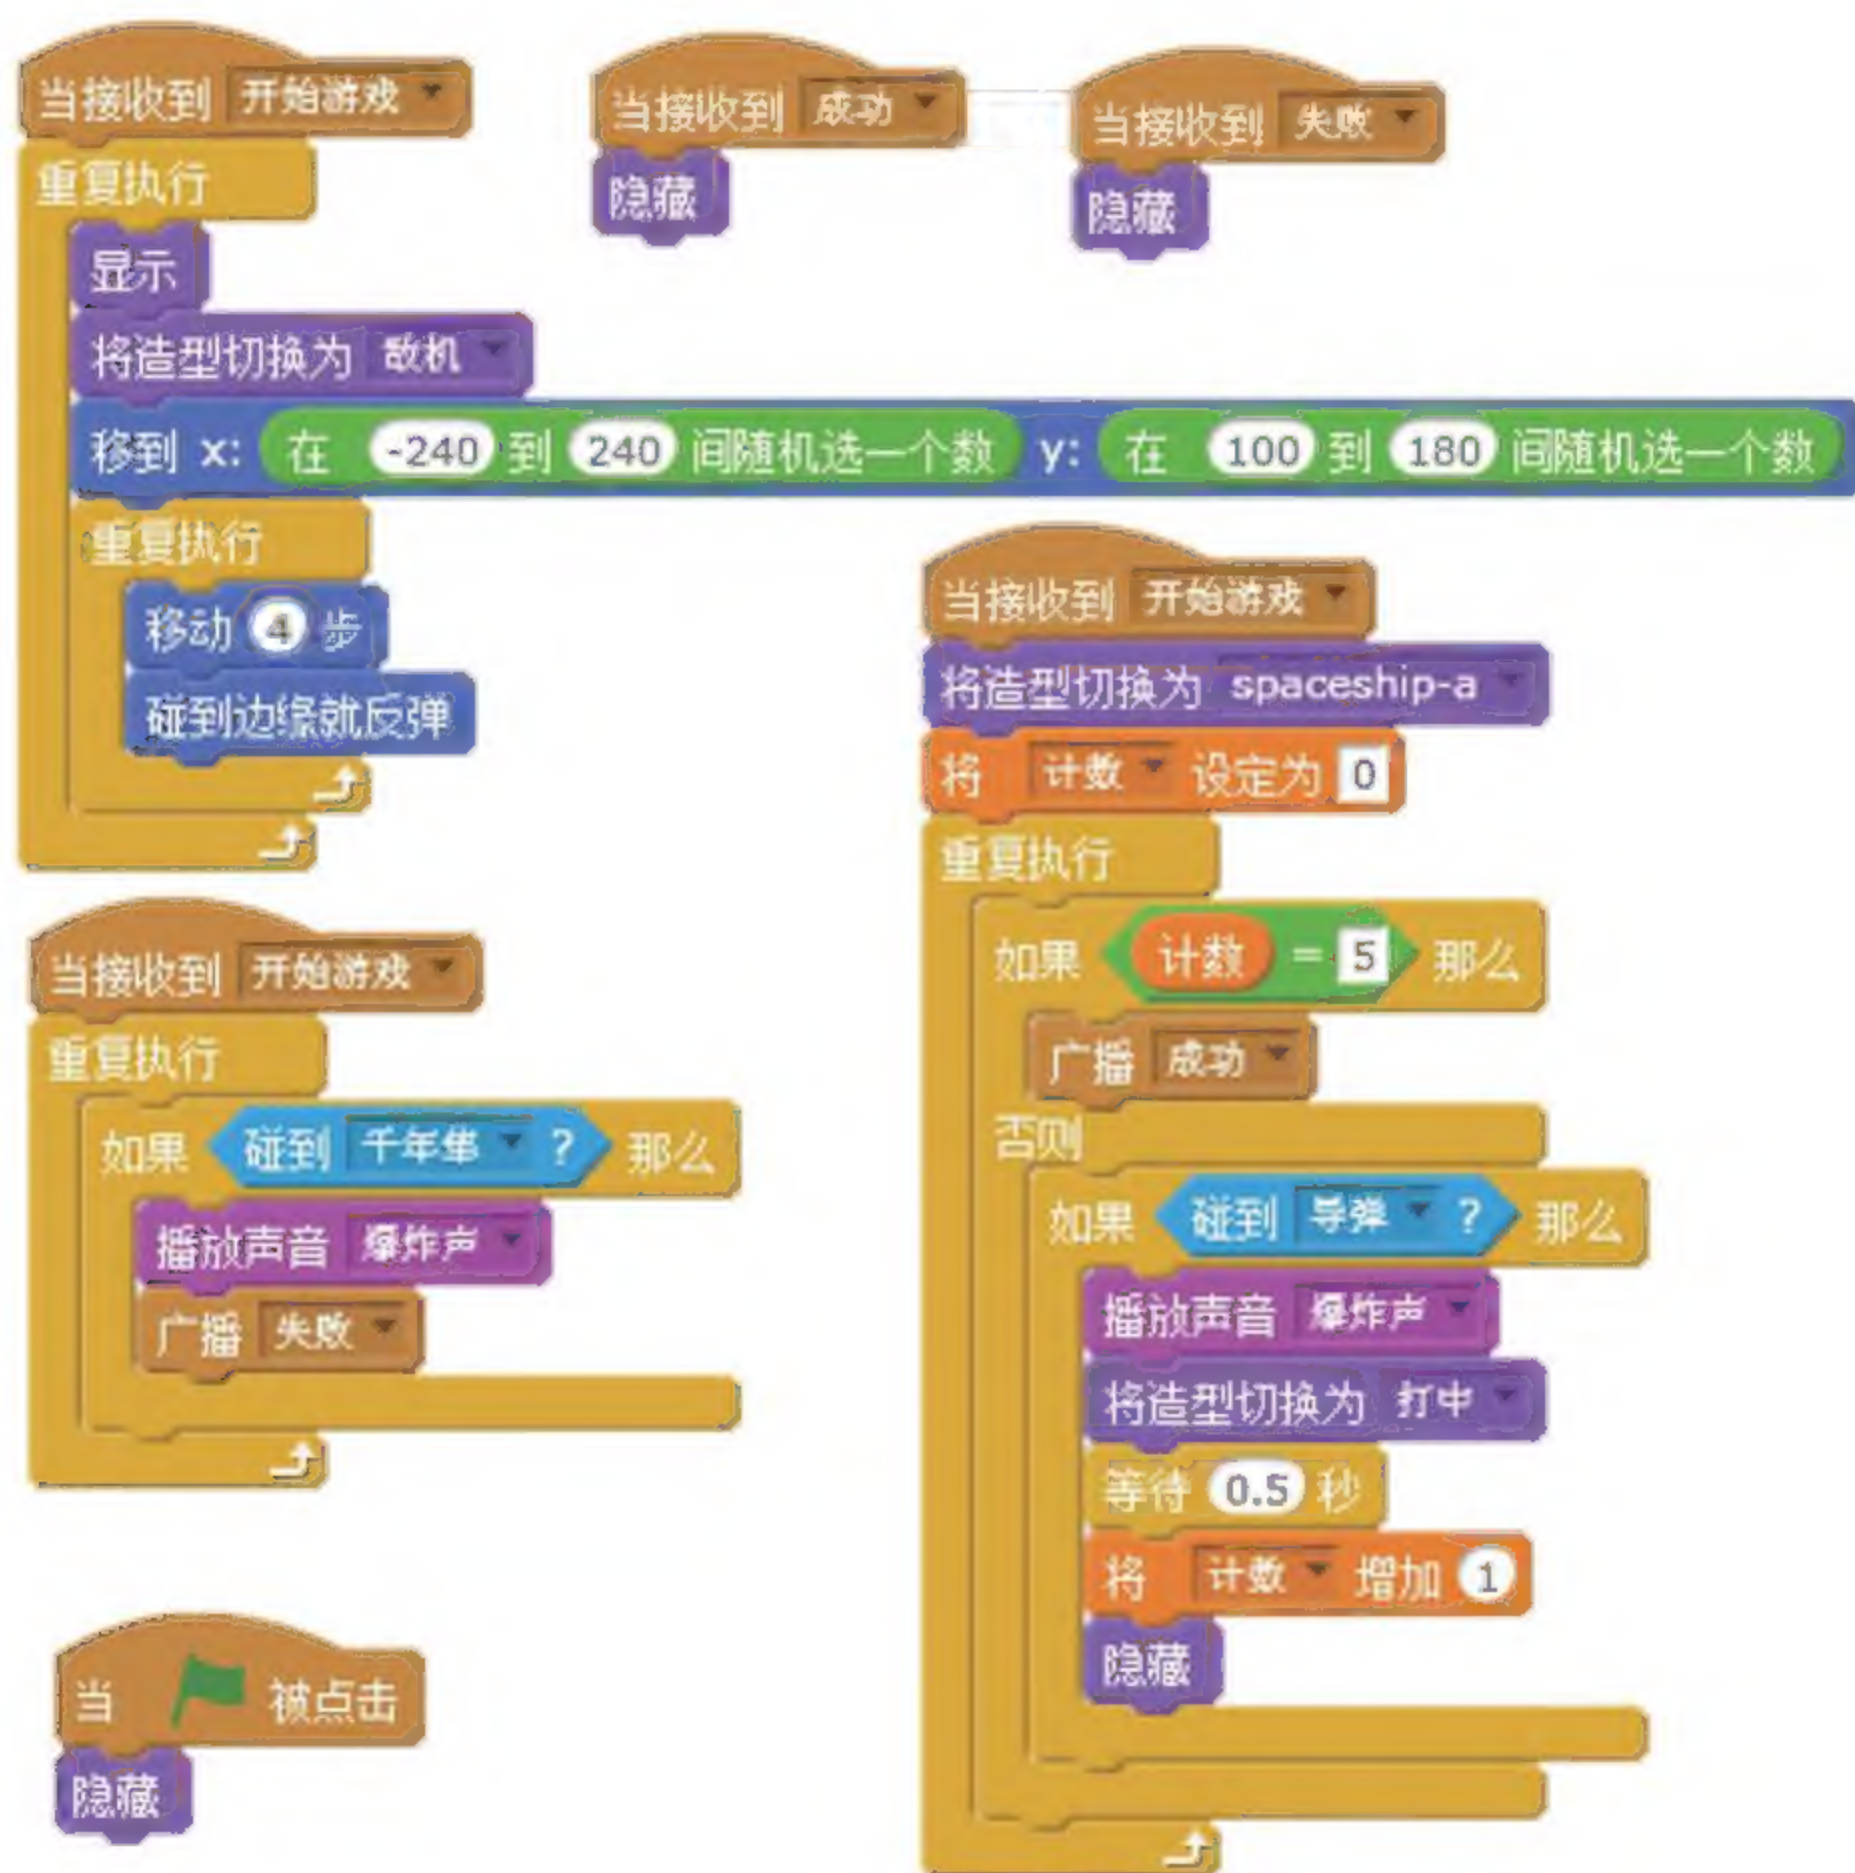 当接收到 开始游戏
重复执行
显示
将造型切换为 敌机
移到 x: 在 -240 到 240 间随机选一个数 y: 在 100 到 180 间随机选一个数
重复执行
移动 4 步
碰到边缘就反弹
当接收到 成功
隐藏
当接收到 失败
隐藏
当接收到 开始游戏
重复执行
如果 碰到 千年隼 ? 那么
播放声音 爆炸声
广播 失败
当 被点击
隐藏
当接收到 开始游戏
将造型切换为 spaceship-a
将 计数 设定为 0
重复执行
如果 计数 = 5 那么
广播 成功
否则
如果 碰到 导弹 ? 那么
播放声音 爆炸声
将造型切换为 打中
等待 0.5 秒
将 计数 增加 1
隐藏